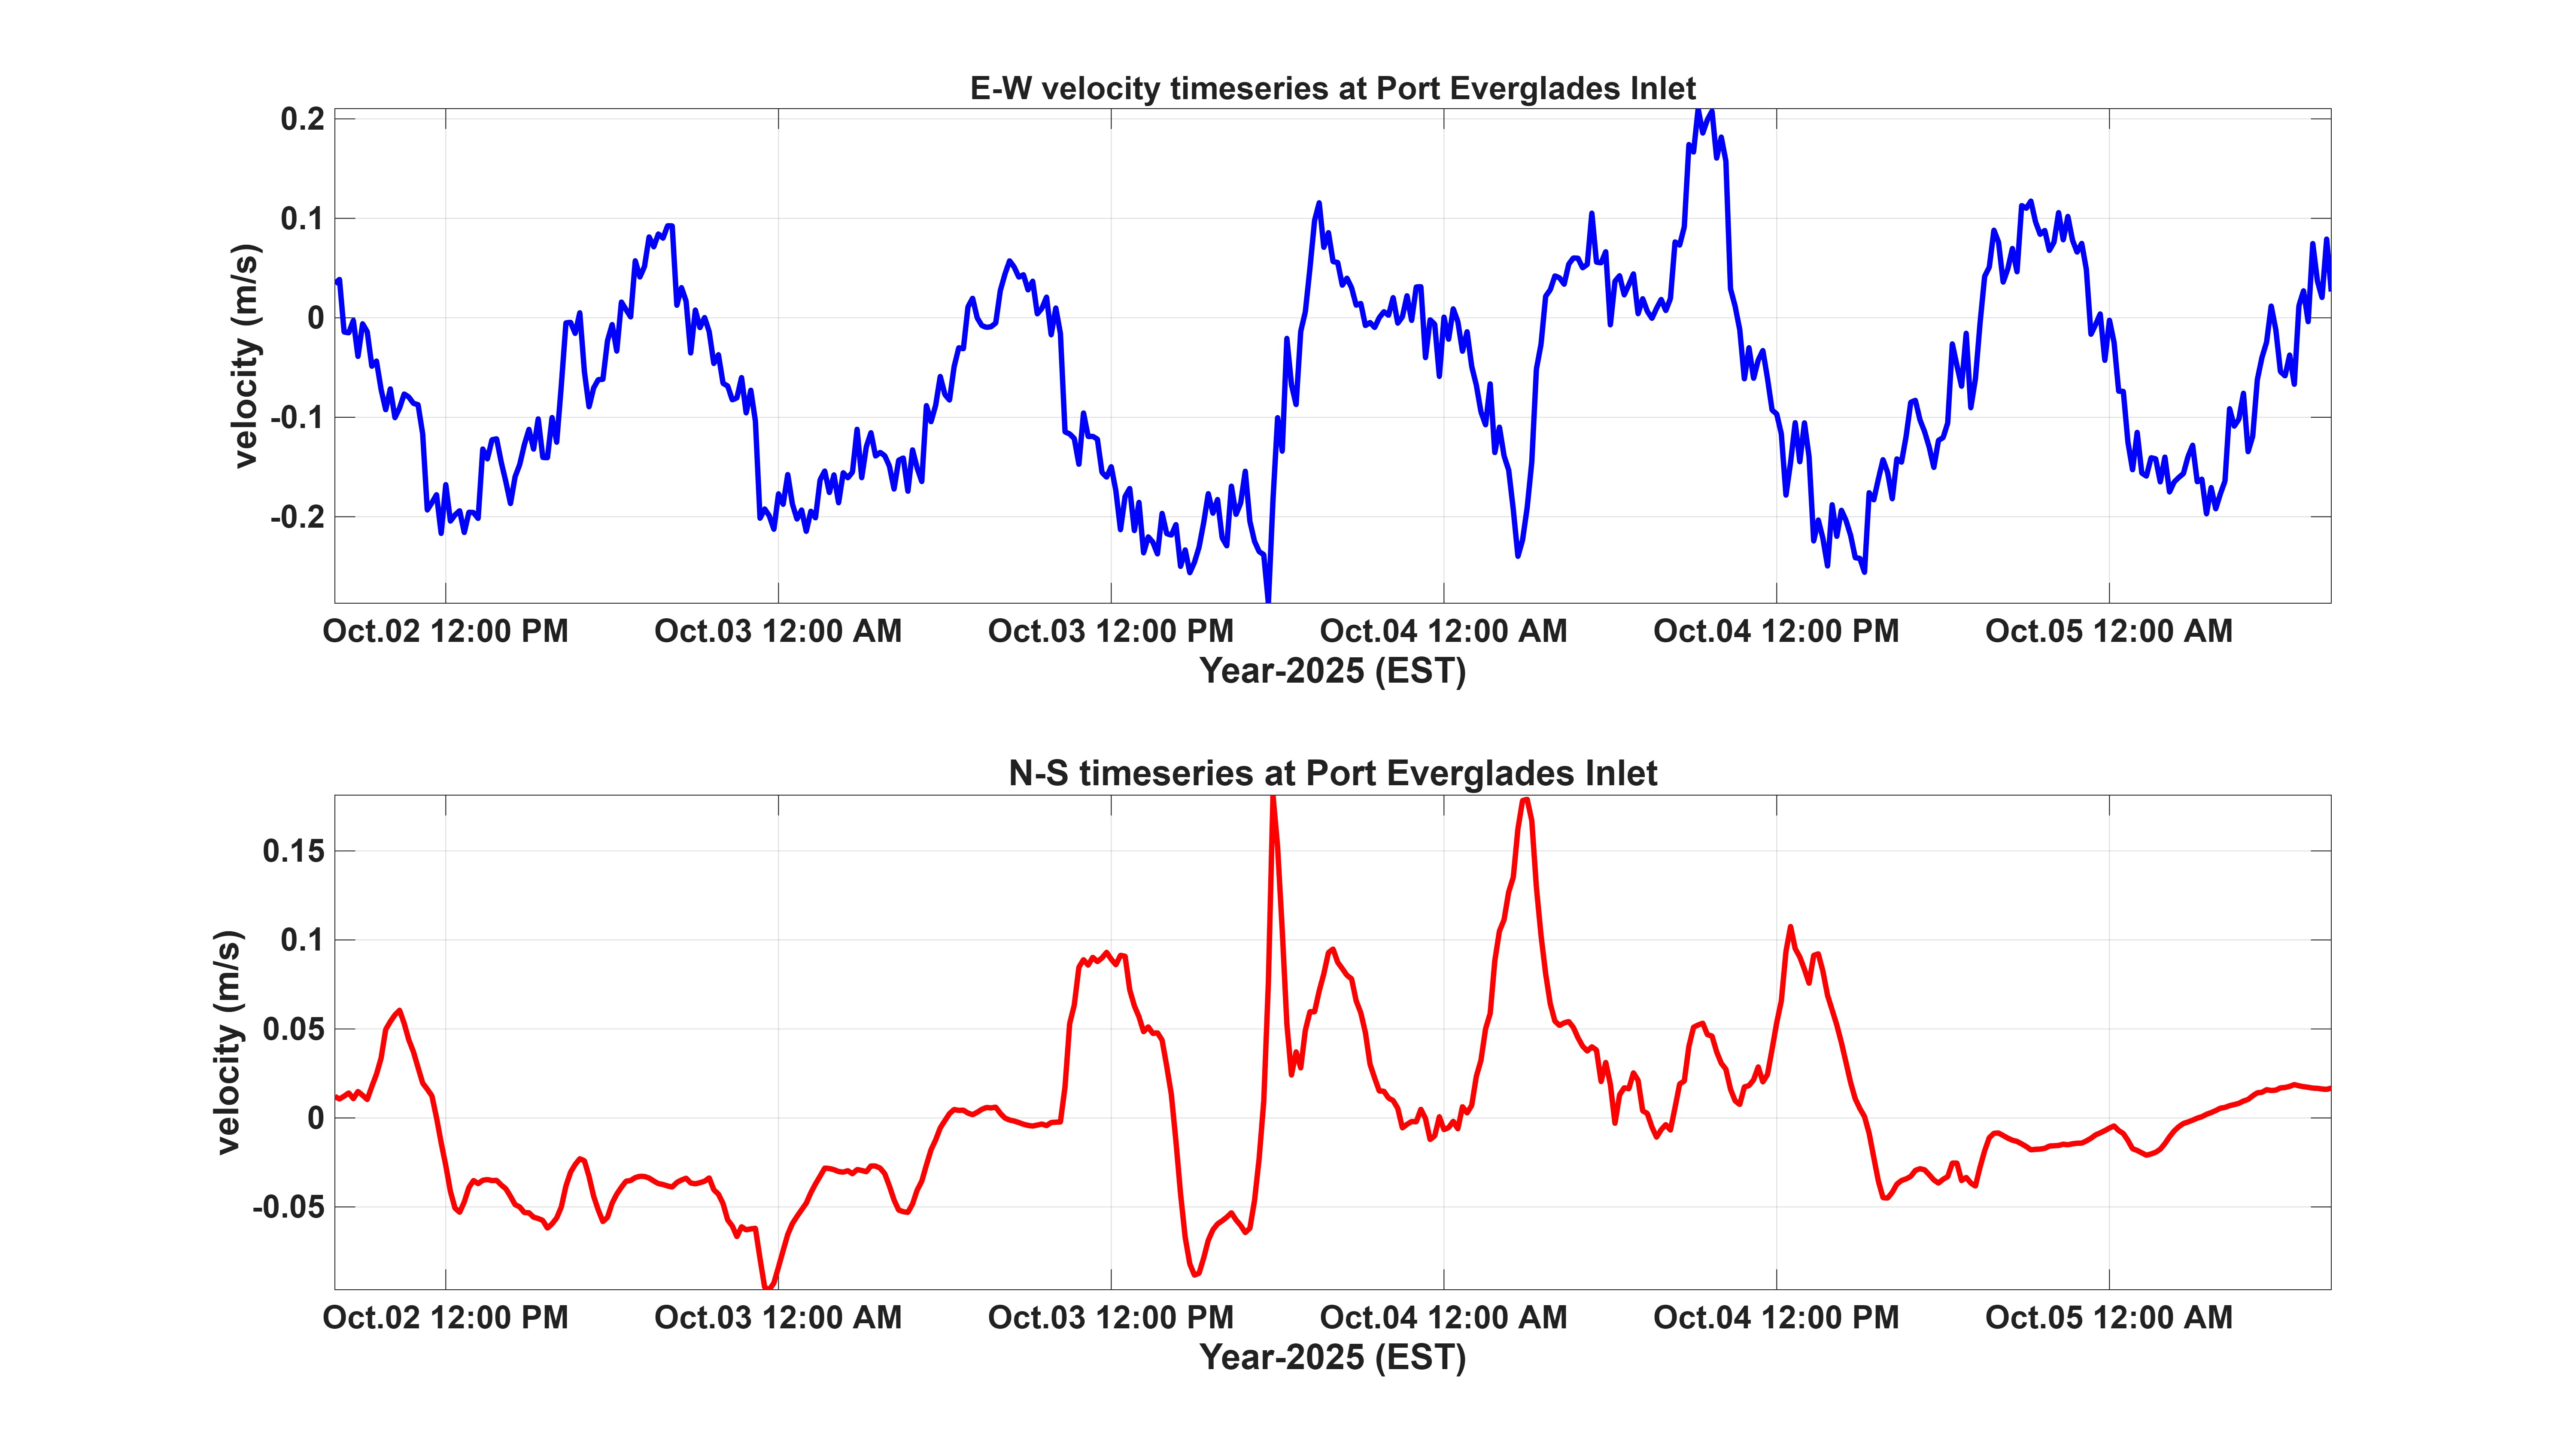 E-W velocity timeseries at Port Everglades Inlet
0.2
0.1
0
-0.1
-0.2
velocity (m/s)
Oct.02 12:00 PM Oct.03 12:00 AM Oct.03 12:00 PM Oct.04 12:00 AM Oct.04 12:00 PM Oct.05 12:00 AM
Year-2025 (EST)
N-S timeseries at Port Everglades Inlet
0.15
0.1
0.05
0
-0.05
velocity (m/s)
Oct.02 12:00 PM Oct.03 12:00 AM Oct.03 12:00 PM Oct.04 12:00 AM Oct.04 12:00 PM Oct.05 12:00 AM
Year-2025 (EST)